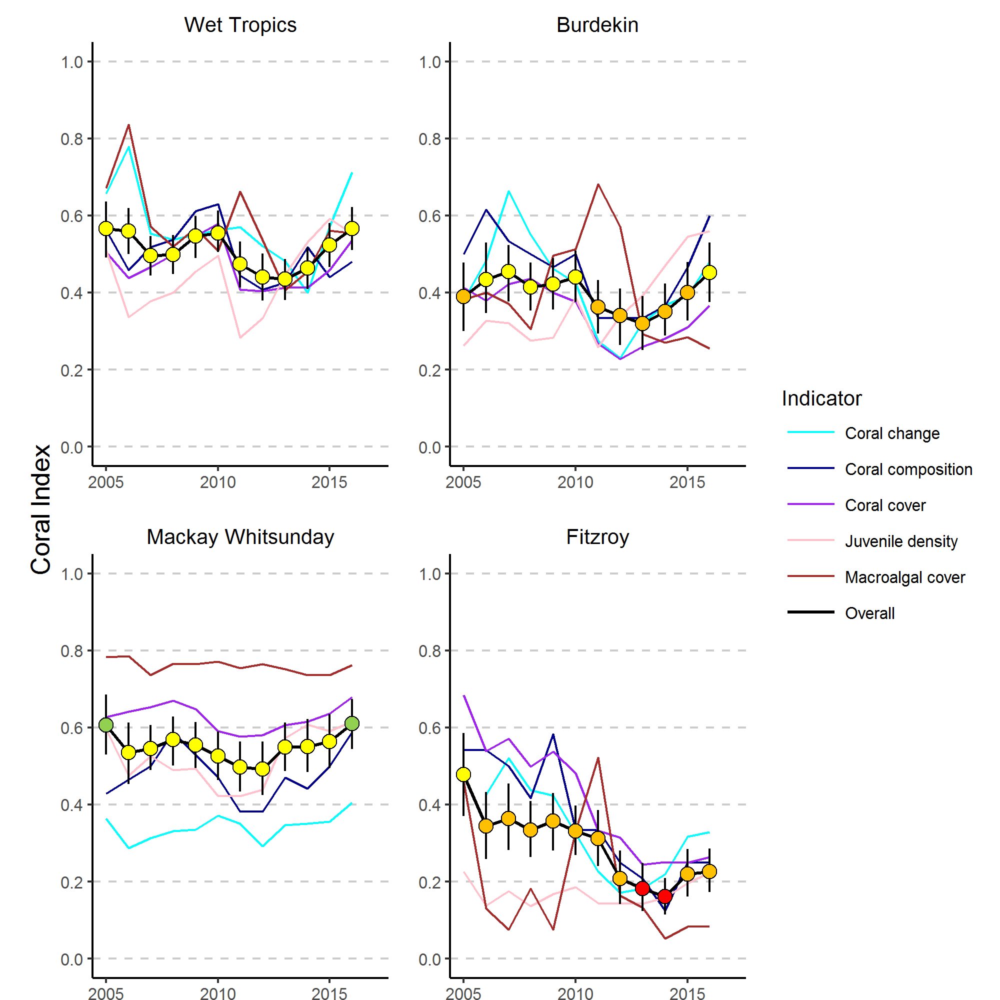 Wet Tropics
Burdekin
1.0
0.8
0.6
0.4
0.2
0.0
2005 2010 2015
1.0
0.8
0.6
0.4
0.2
0.0
2005 2010 2015
Coral Index
Mackay Whitsunday
Fitzroy
1.0
0.8
0.6
0.4
0.2
0.0
2005 2010 2015
1.0
0.8
0.6
0.4
0.2
0.0
2005 2010 2015
Indicator
Coral change
Coral composition
Coral cover
Juvenile density
Macroalgal cover
Overall